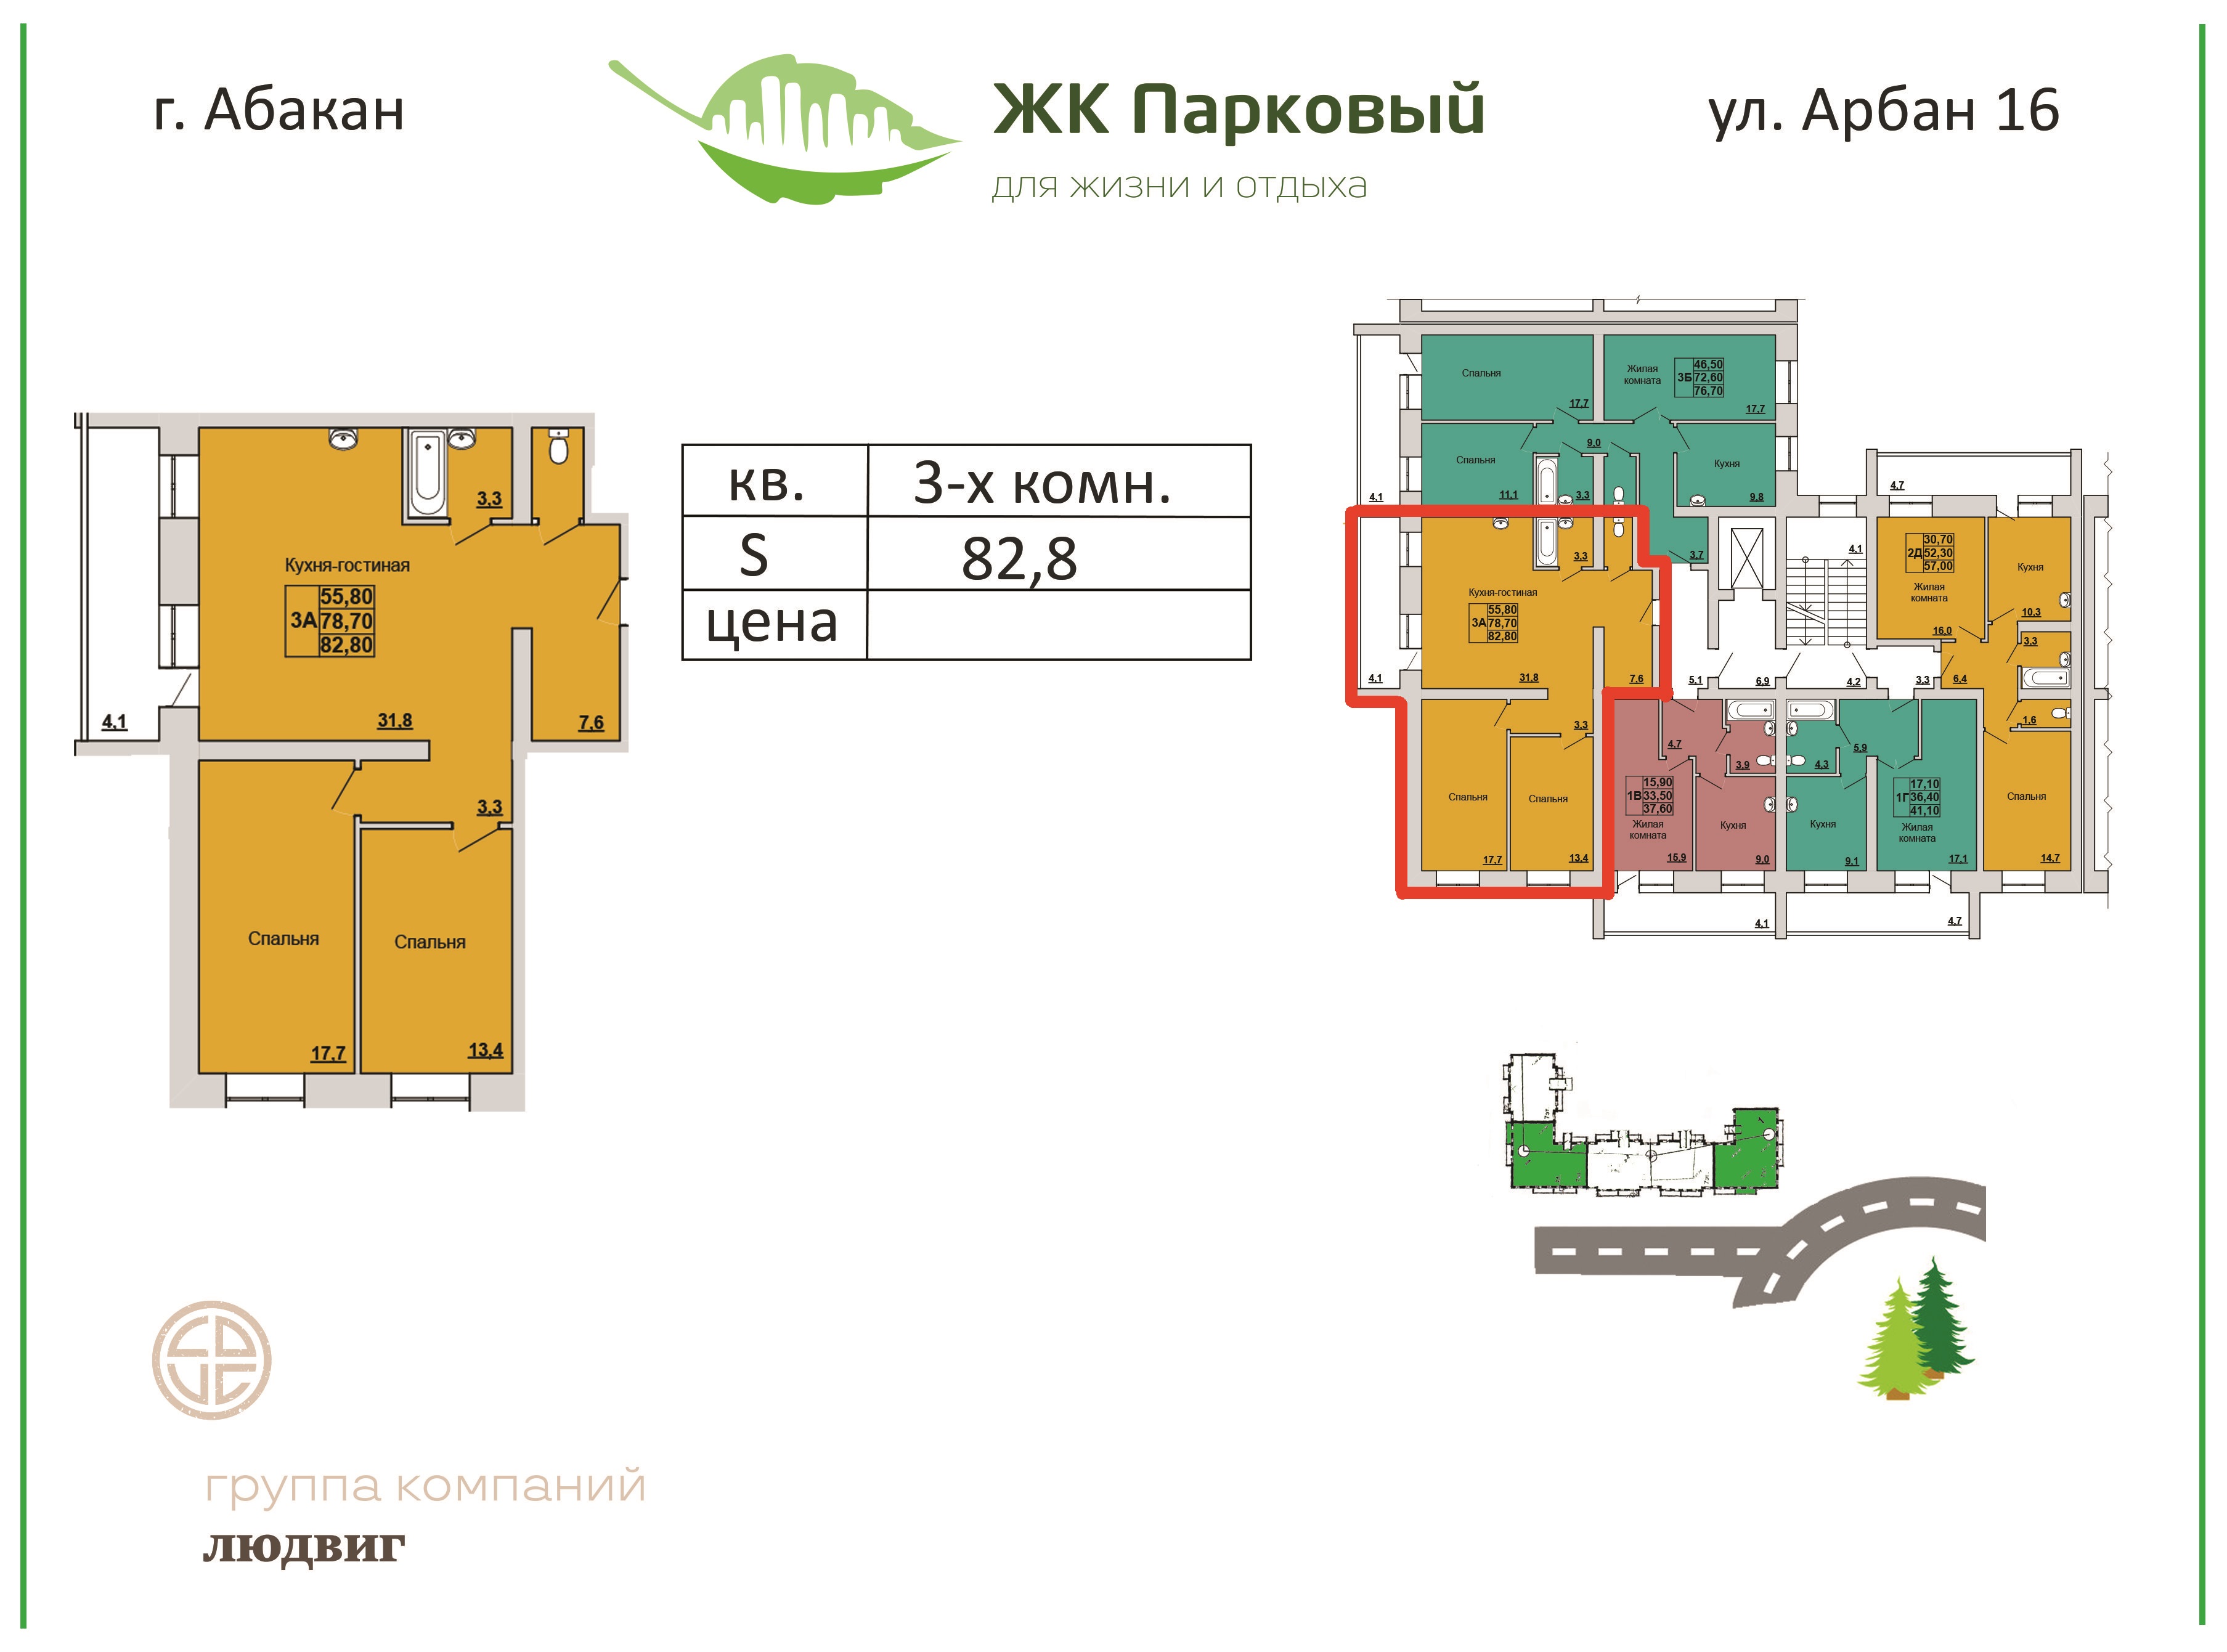 г. Абакан
ЖК Парковый
для жизни и отдыха
ул. Арбан 16
кв. 3-х комн.
S 82,8
цена
3,3
Кухня-гостиная
55,80
3А 78,70
82,80
4,1
31,8
7,6
3,3
Спальня
Спальня
17,7
13,4
Спальня
17,7
Жилая
комната
46,50
3Б 72,60
76,70
17,7
9,0
Спальня
11,1
3,3
Кухня
9,8
4,1
3,7
4,7
Кухня-гостиная
55,80
3А 78,70
82,80
3,3
4,1
31,8
7,6
3,3
Спальня
17,7
Спальня
13,4
5,1
6,9
4,1
4,2
3,3
30,70
2Д 52,30
57,00
Жилая
комната
16,0
Кухня
10,3
3,3
6,4
1,6
Спальня
14,7
4,7
3,9
15,90
1В 33,50
37,60
Жилая
комната
15,9
Кухня
9,0
4,1
5,9
4,3
17,10
1Г 36,40
41,10
Кухня
9,1
Жилая
комната
17,1
4,7
группа компаний
людвиг